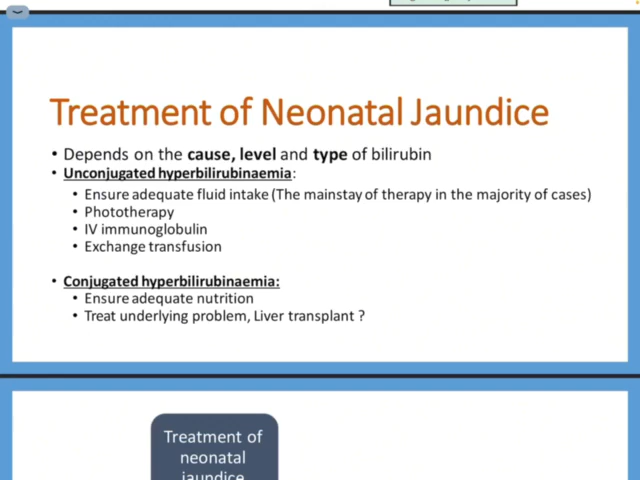 Treatment of Neonatal Jaundice
• Depends on the cause, level and type of bilirubin
• Unconjugated hyperbilirubinaemia:
• Ensure adequate fluid intake (The mainstay of therapy in the majority of cases)
• Phototherapy
• IV immunoglobulin
• Exchange transfusion
• Conjugated hyperbilirubinaemia:
• Ensure adequate nutrition
• Treat underlying problem, Liver transplant ?
Treatment of
neonatal
jaundice